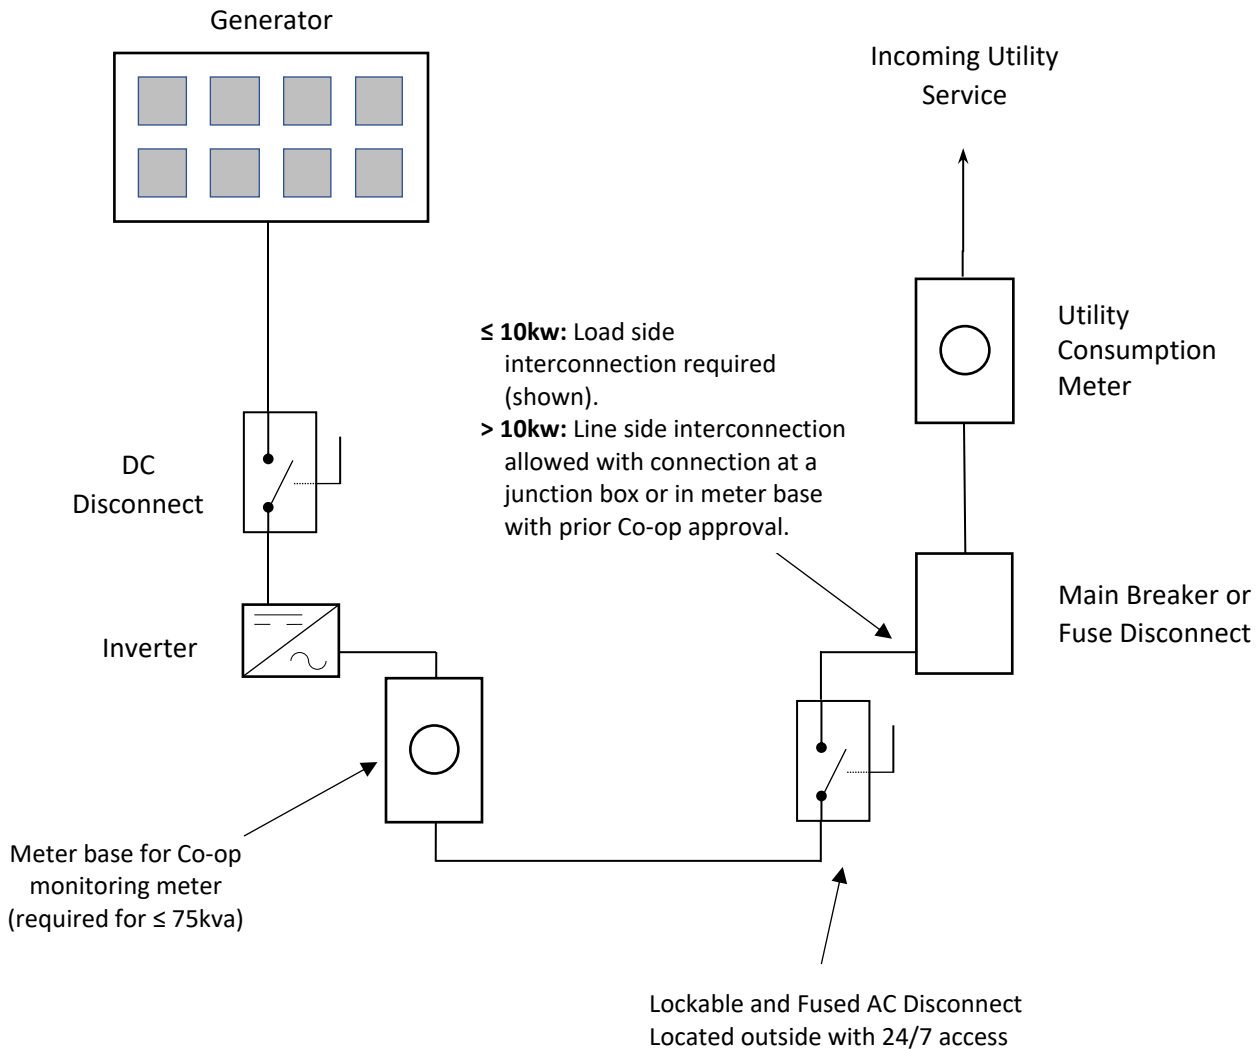 Generator
Incoming Utility
Service
≤ 10kw: Load side
interconnection required
(shown).
> 10kw: Line side interconnection
allowed with connection at a
junction box or in meter base
with prior Co-op approval.
Utility
Consumption
Meter
DC
Disconnect
Inverter
Main Breaker or
Fuse Disconnect
Meter base for Co-op
monitoring meter
(required for ≤ 75kva)
Lockable and Fused AC Disconnect
Located outside with 24/7 access